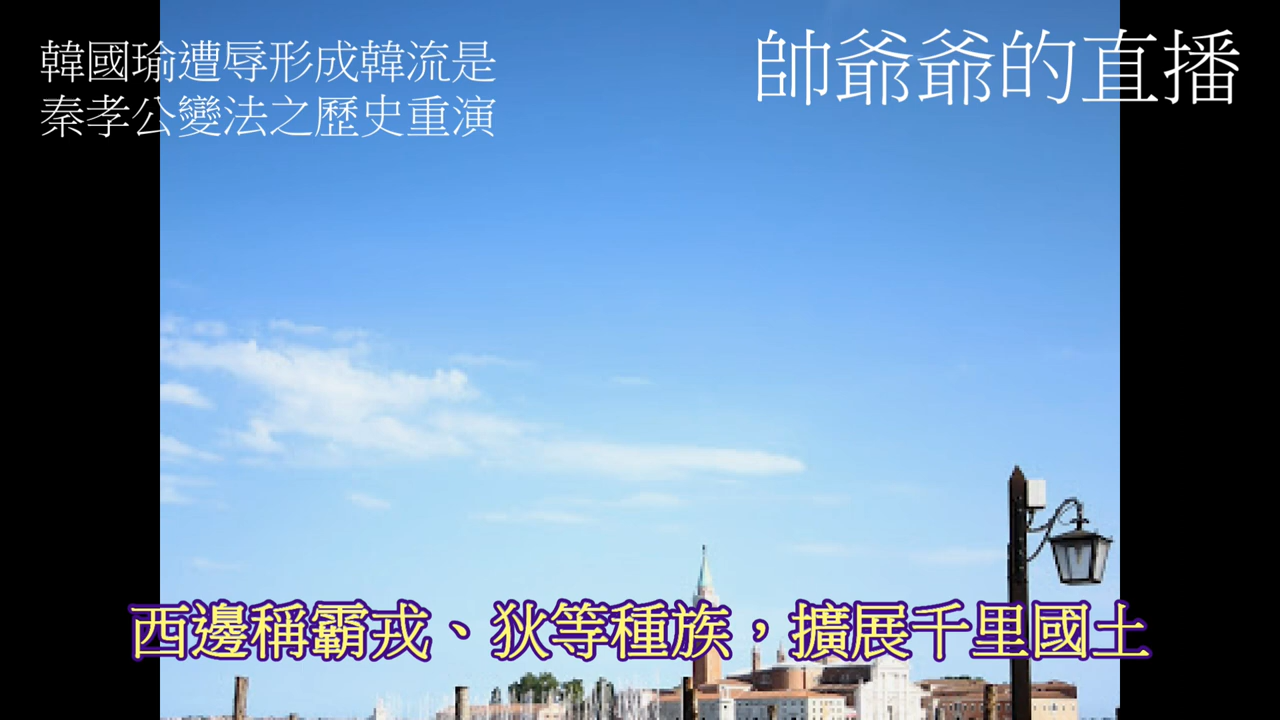 韓國瑜遭辱形成韓流是
秦孝公變法之歷史重演
帥爺爺的直播
西邊稱霸戎、狄等種族，擴展千里國土